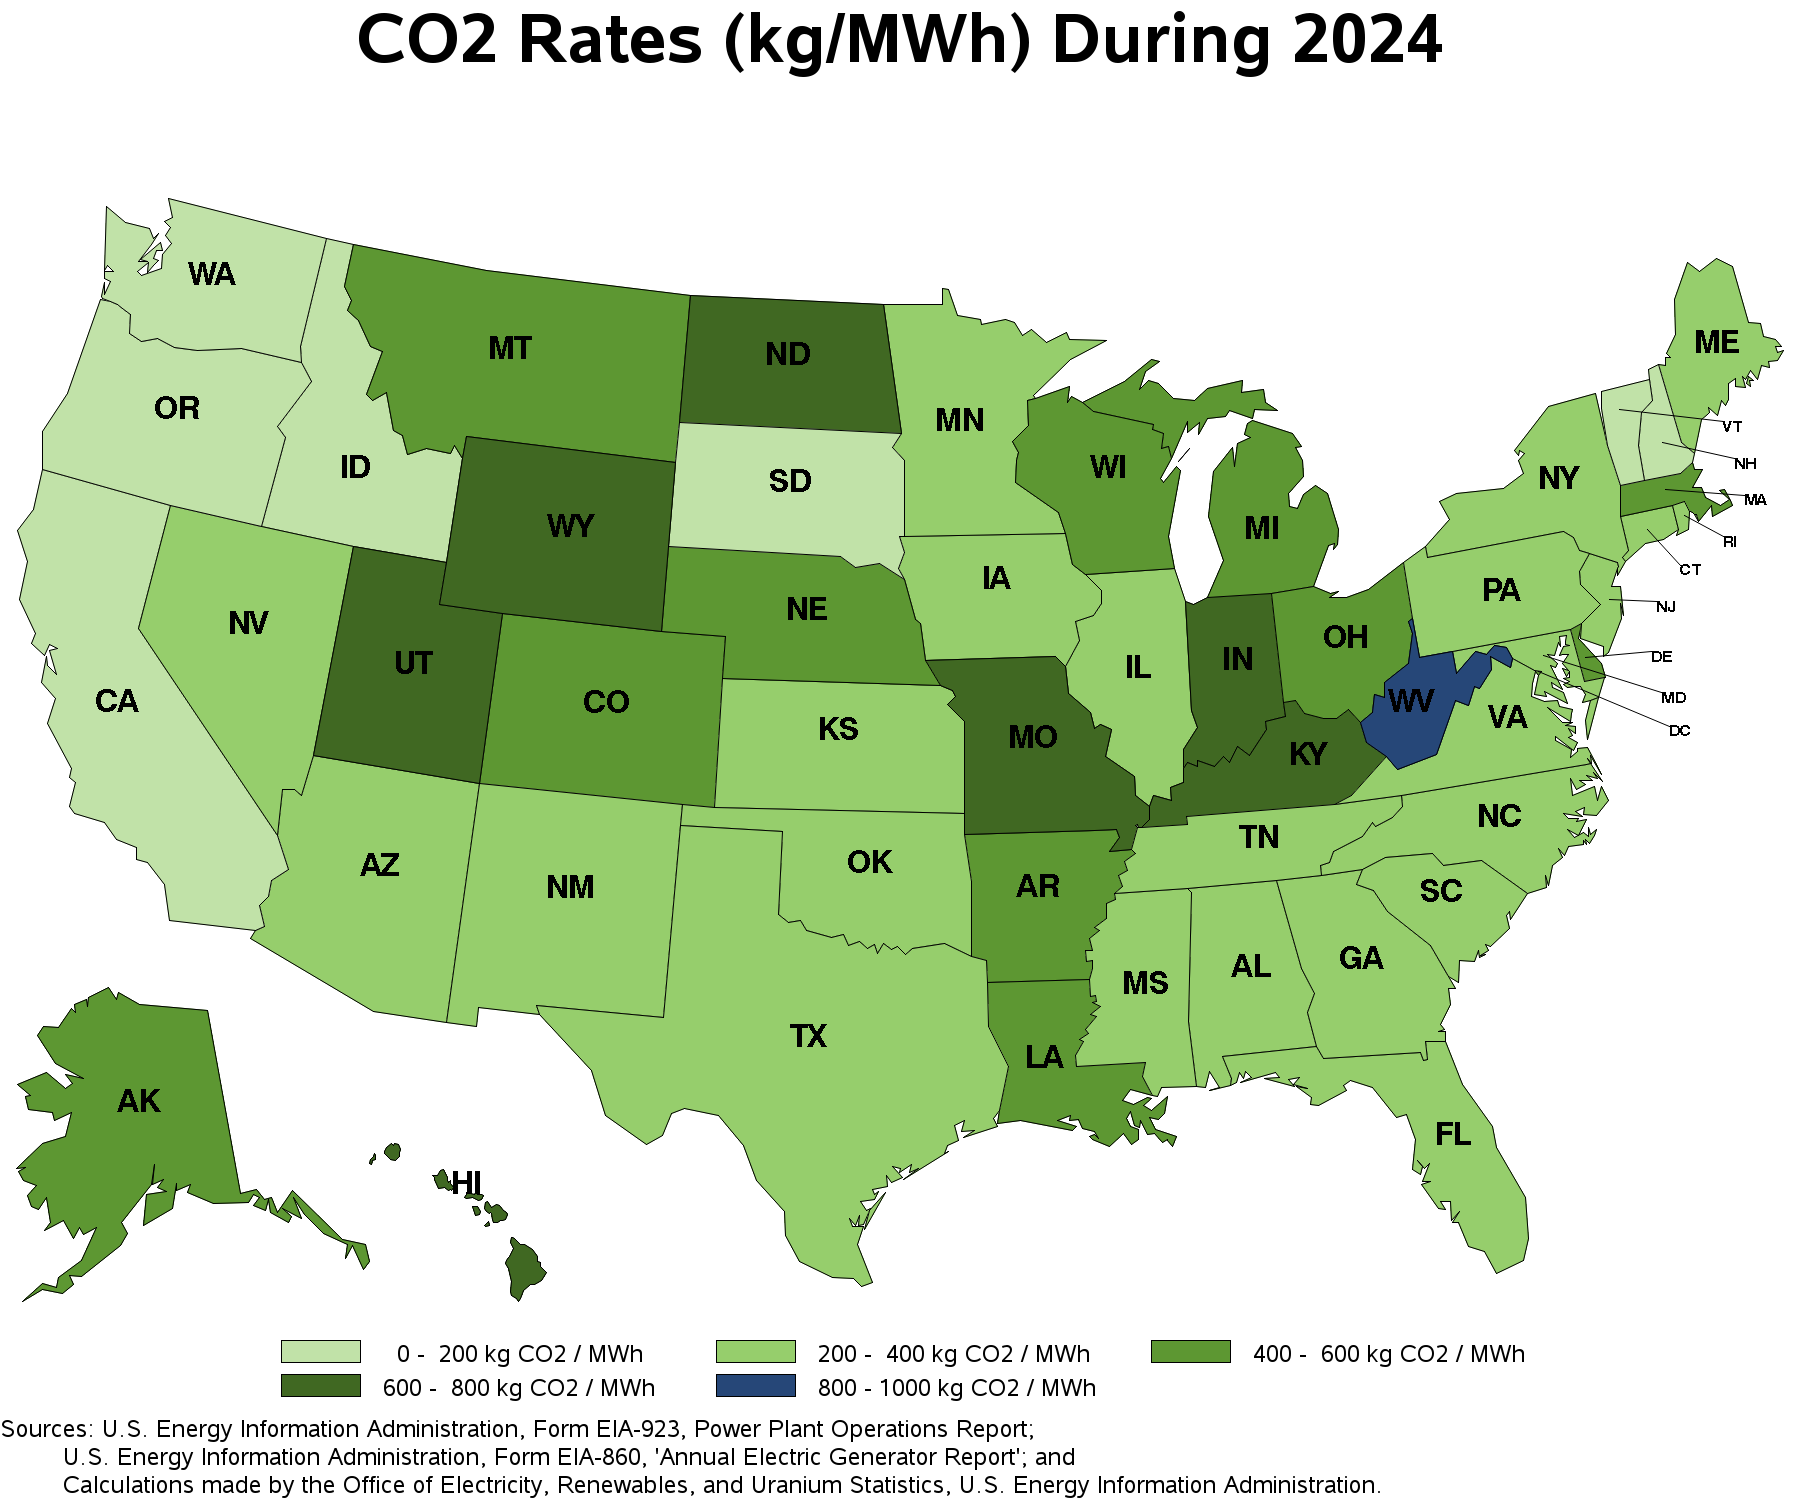 CO2 Rates (kg/MWh) During 2024
WA
ME
MT
ND
OR
MN
VT
ID
WI
NH
SD
NY
MA
WY
MI
RI
CT
IA
PA
NE
NJ
NV
OH
UT
IN
DE
IL
CA
CO
WV
MD
VA
KS
MO
DC
KY
NC
TN
AZ
OK
NM
AR
SC
GA
AL
MS
TX
LA
AK
FL
HI
0 - 200 kg CO2 / MWh
200 - 400 kg CO2 / MWh
400 - 600 kg CO2 / MWh
600 - 800 kg CO2 / MWh
800 - 1000 kg CO2 / MWh
Sources: U.S. Energy Information Administration, Form EIA-923, Power Plant Operations Report;
U.S. Energy Information Administration, Form EIA-860, 'Annual Electric Generator Report'; and
Calculations made by the Office of Electricity, Renewables, and Uranium Statistics, U.S. Energy Information Administration.